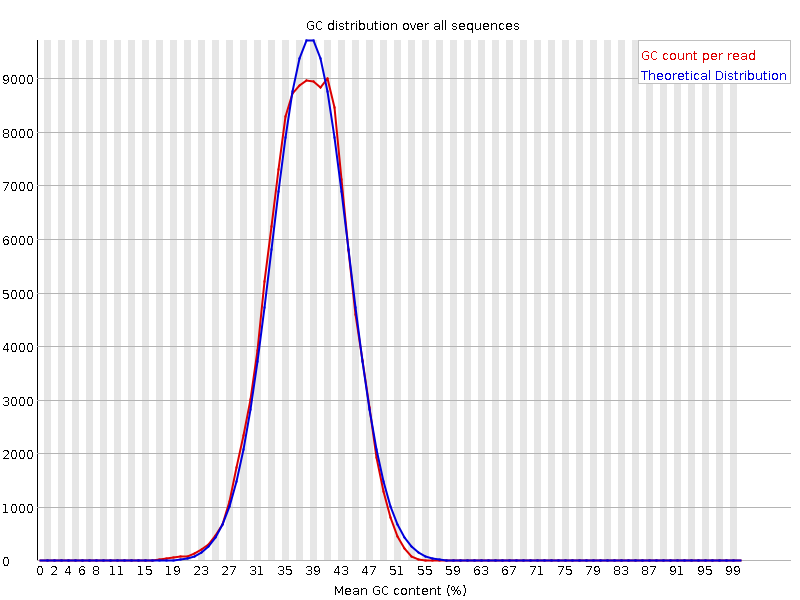 GC distribution over all sequences
GC count per read
Theoretical Distribution
9000
8000
7000
6000
5000
4000
3000
2000
1000
0
0 2 4 6 8 11 15 19 23 27 31 35 39 43 47 51 55 59 63 67 71 75 79 83 87 91 95 99
Mean GC content (%)